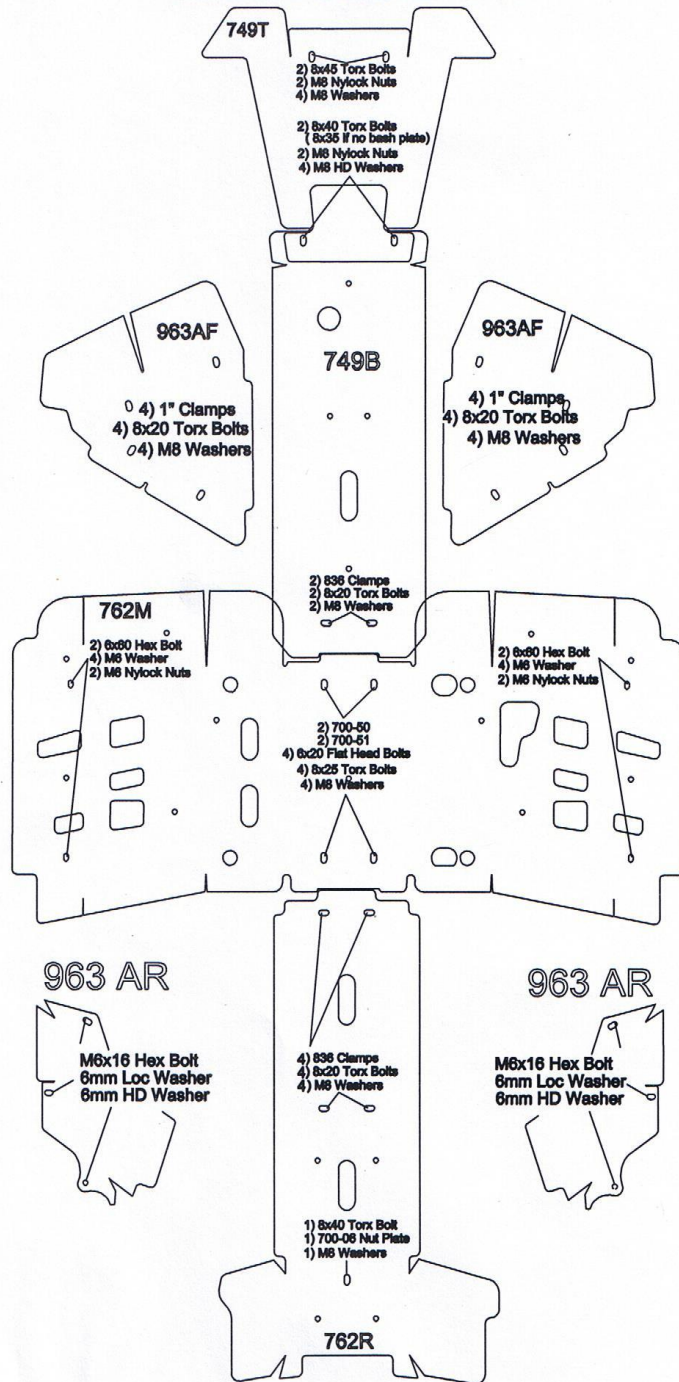 749T
2) 8x45 Torx Bolts
2) M8 Nylock Nuts
4) M8 Washers
2) 8x40 Torx Bolts
( 8x35 if no bash plate)
2) M8 Nylock Nuts
4) M8 HD Washers
963AF
4) 1" Clamps
4) 8x20 Torx Bolts
4) M8 Washers
749B
963AF
4) 1" Clamps
4) 8x20 Torx Bolts
4) M8 Washers
2) 836 Clamps
2) 8x20 Torx Bolts
2) M8 Washers
762M
2) 6x60 Hex Bolt
4) M6 Washer
2) M6 Nylock Nuts
2) 6x60 Hex Bolt
4) M6 Washer
2) M6 Nylock Nuts
2) 700-50
2) 700-51
4) 6x20 Flat Head Bolts
4) 8x25 Torx Bolts
4) M8 Washers
963 AR
M6x16 Hex Bolt
6mm Loc Washer
6mm HD Washer
963 AR
M6x16 Hex Bolt
6mm Loc Washer
6mm HD Washer
4) 836 Clamps
4) 8x20 Torx Bolts
4) M8 Washers
1) 8x40 Torx Bolt
1) 700-06 Nut Plate
1) M8 Washers
762R